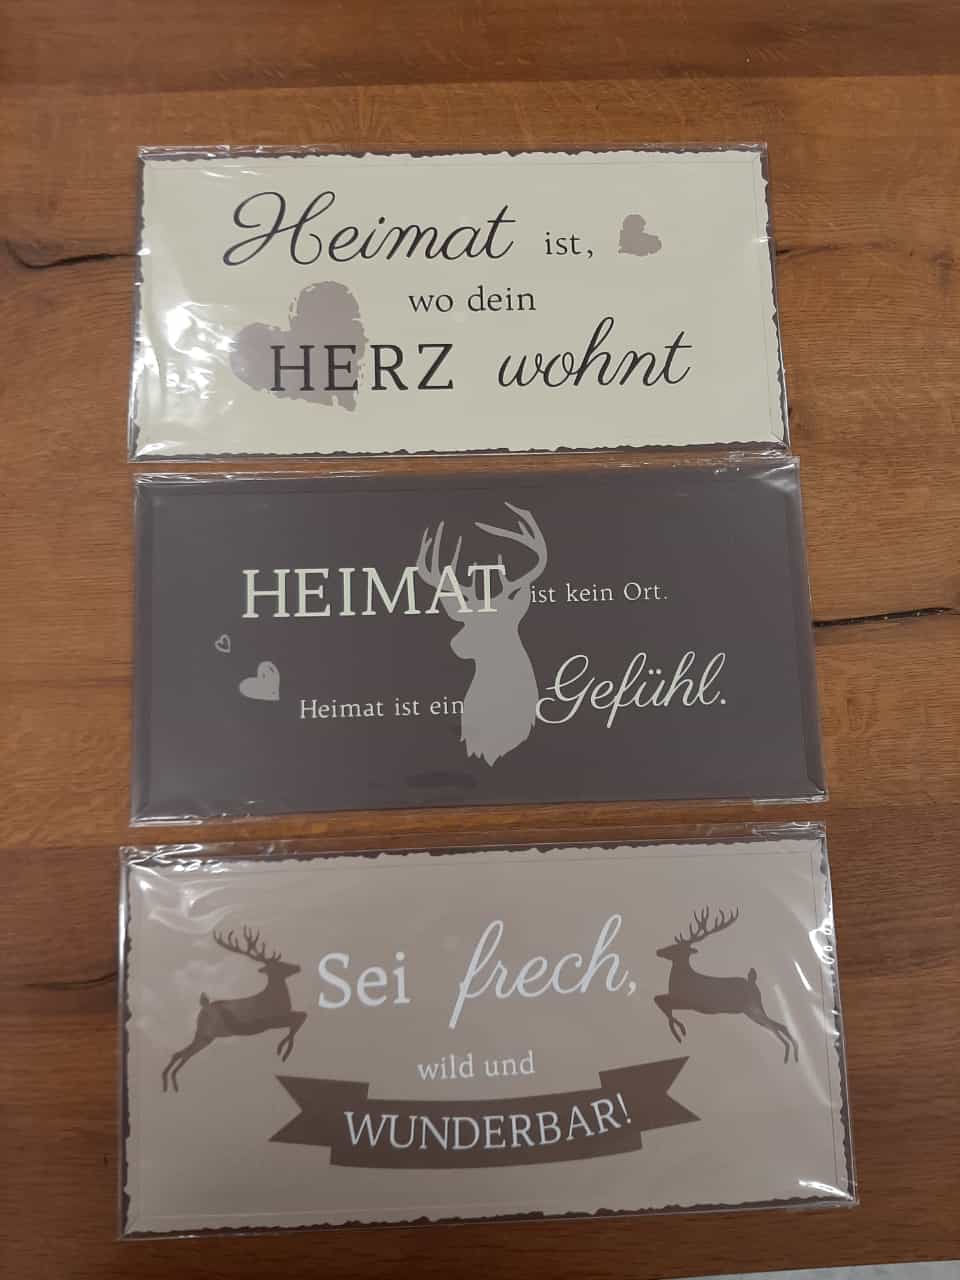 Heimat ist,
wo dein
HERZ wohnt
HEIMAT ist kein Ort.
Heimat ist ein Gefühl.
Sei frech,
wild und
WUNDERBAR!